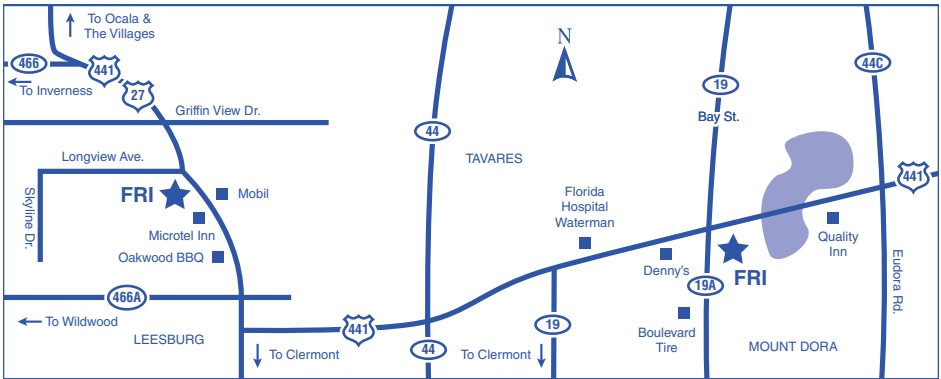 To Ocala &
The Villages
466
441
To Inverness
27
Griffin View Dr.
Longview Ave.
FRI
Mobil
Skyline Dr.
Microtel Inn
Oakwood BBQ
466A
To Wildwood
LEESBURG
441
To Clermont
44
TAVARES
44
N
Florida
Hospital
Waterman
To Clermont
19
19
Bay St.
Denny's
19A
FRI
Boulevard
Tire
MOUNT DORA
44C
441
Quality
Inn
Eudora Rd.